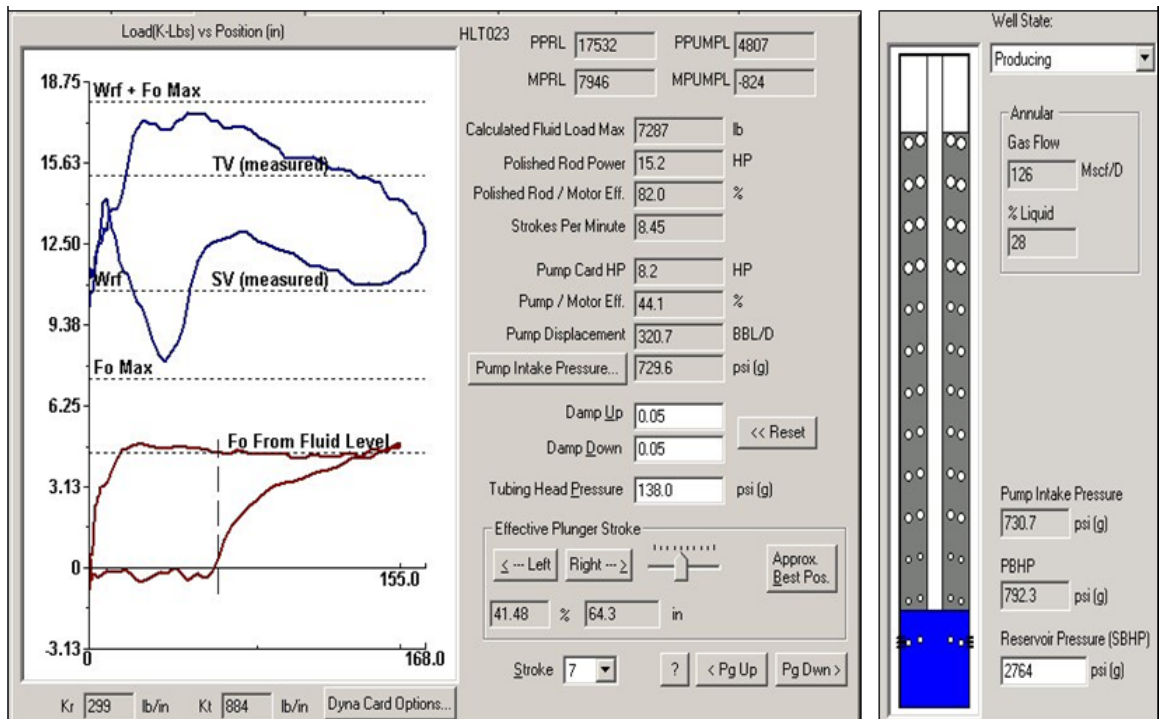 Load(K-Lbs) vs Position (in)
18.75
15.63
12.50
9.38
6.25
3.13
0
-3.13
Wrf + Fo Max
TV (measured)
Wrf
SV (measured)
Fo Max
Fo From Fluid Level
155.0
0
168.0
Kr 299 lb/in Kt 884 lb/in Dyna Card Options...
HLT023 PPRL 17532 PPUMPL 4807
MPRL 7946 MPUMPL -824
Calculated Fluid Load Max 7287 lb
Polished Rod Power 15.2 HP
Polished Rod / Motor Eff. 82.0 %
Strokes Per Minute 8.45
Pump Card HP 8.2 HP
Pump / Motor Eff. 44.1 %
Pump Displacement 320.7 BBL/D
Pump Intake Pressure... 729.6 psi (g)
Damp Up 0.05
Damp Down 0.05
<< Reset
Tubing Head Pressure 138.0 psi (g)
Effective Plunger Stroke
< --- Left Right --- >
Approx.
Best Pos.
41.48 % 64.3 in
Stroke 7 ? < Pg Up Pg Dwn >
Well State:
Producing
Annular
Gas Flow
126 Mscf/D
% Liquid
28
Pump Intake Pressure
730.7 psi (g)
PBHP
792.3 psi (g)
Reservoir Pressure (SBHP)
2764 psi (g)